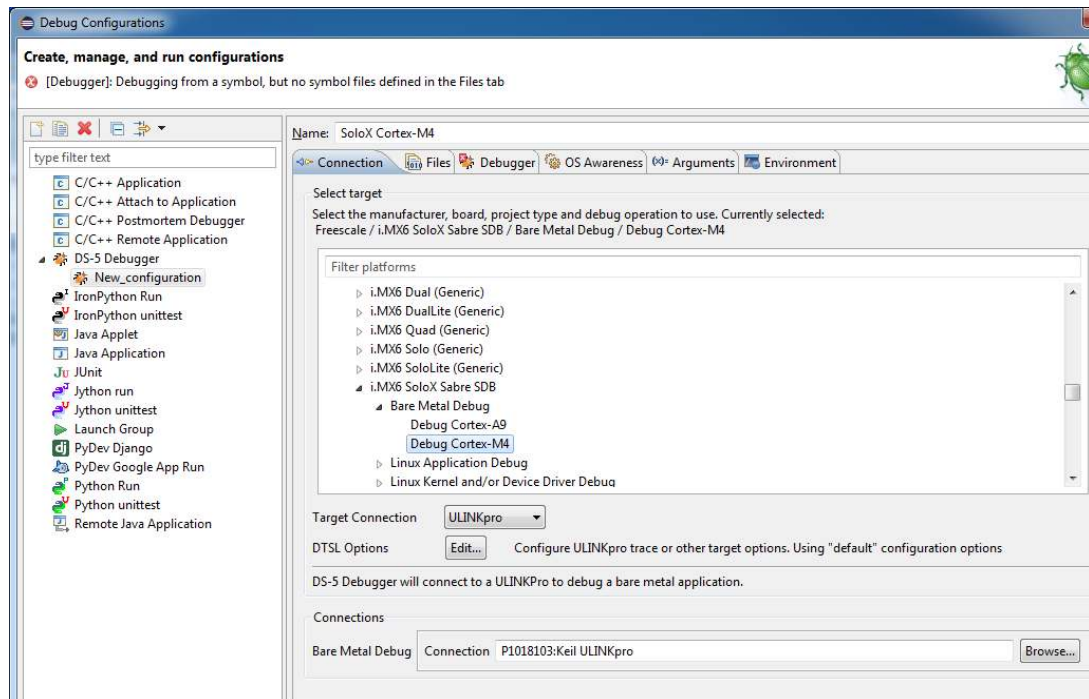 Debug Configurations
Create, manage, and run configurations
[Debugger]: Debugging from a symbol, but no symbol files defined in the Files tab
type filter text
C/C++ Application
C/C++ Attach to Application
C/C++ Postmortem Debugger
C/C++ Remote Application
DS-5 Debugger
New_configuration
IronPython Run
IronPython unittest
Java Applet
Java Application
JUnit
Jython run
Jython unittest
Launch Group
PyDev Django
PyDev Google App Run
Python Run
Python unittest
Remote Java Application
Name: SoloX Cortex-M4
Connection Files Debugger OS Awareness Arguments Environment
Select target
Select the manufacturer, board, project type and debug operation to use. Currently selected:
Freescale / i.MX6 SoloX Sabre SDB / Bare Metal Debug / Debug Cortex-M4
Filter platforms
i.MX6 Dual (Generic)
i.MX6 DualLite (Generic)
i.MX6 Quad (Generic)
i.MX6 Solo (Generic)
i.MX6 SoloLite (Generic)
i.MX6 SoloX Sabre SDB
Bare Metal Debug
Debug Cortex-A9
Debug Cortex-M4
Linux Application Debug
Linux Kernel and/or Device Driver Debug
Target Connection ULINKpro
DTSL Options Edit... Configure ULINKpro trace or other target options. Using "default" configuration options
DS-5 Debugger will connect to a ULINKPro to debug a bare metal application.
Connections
Bare Metal Debug Connection P1018103:Keil ULINKpro Browse...